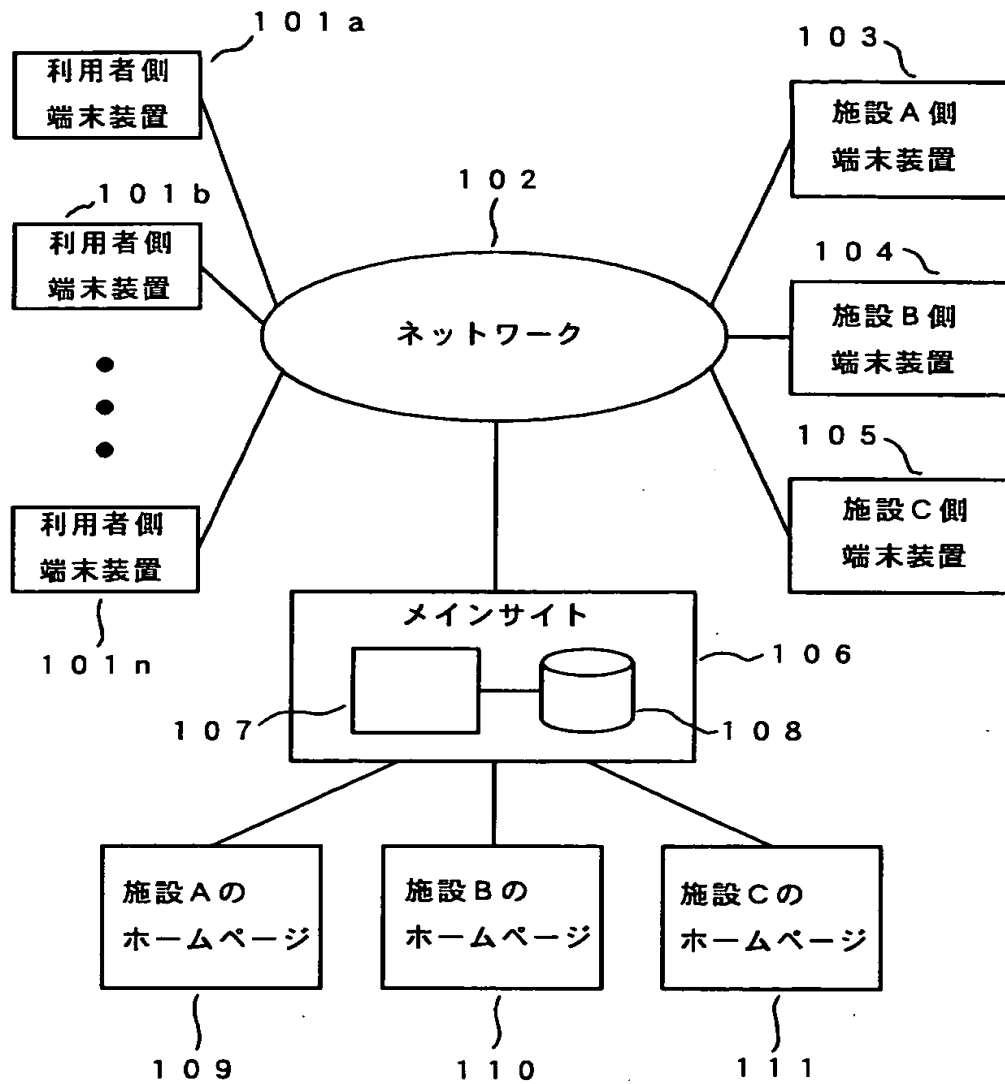 101a
利用者側
端末装置
101b
利用者側
端末装置
利用者側
端末装置
101n
102
ネットワーク
103
施設A側
端末装置
104
施設B側
端末装置
105
施設C側
端末装置
メインサイト
106
107
108
施設Aの
ホームページ
施設Bの
ホームページ
施設Cの
ホームページ
109
110
111